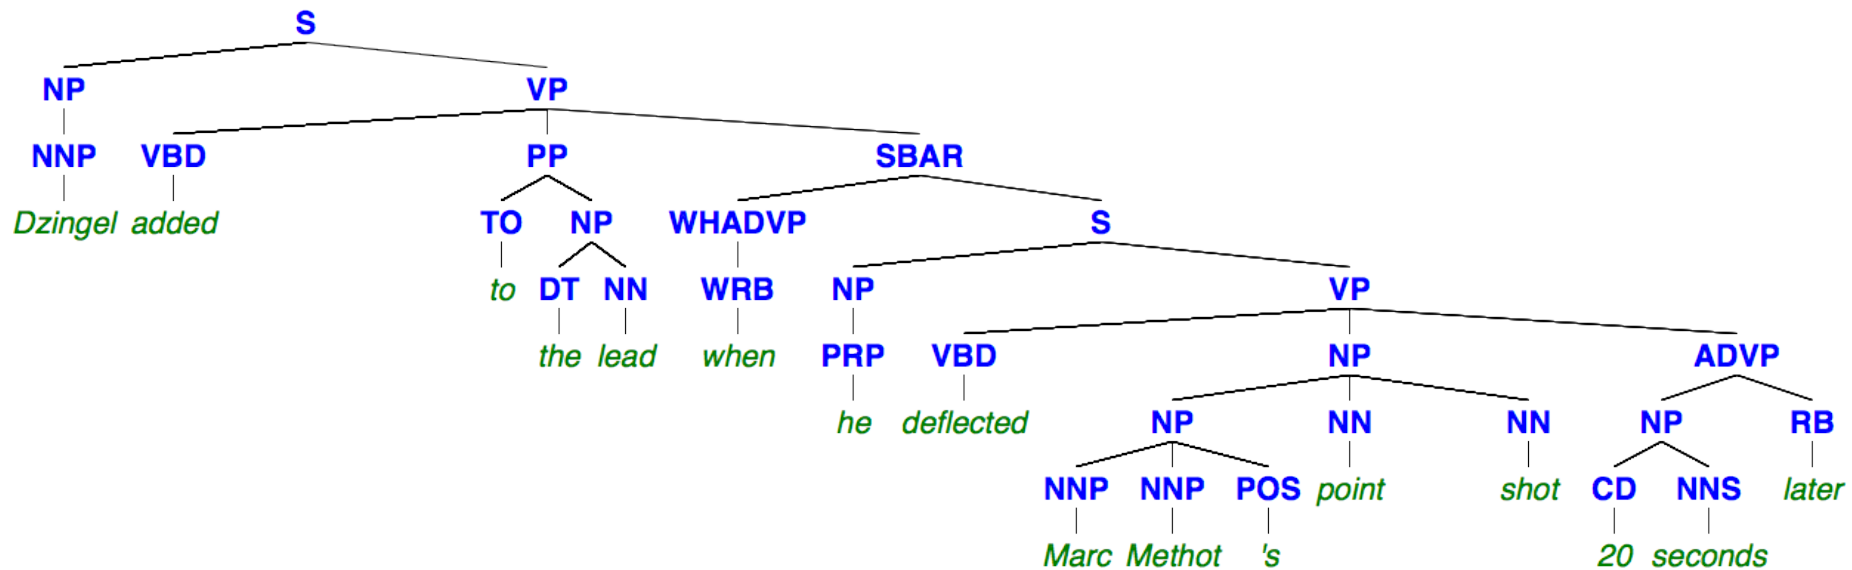 S
NP VP
NNP VBD PP SBAR
Dzingel added TO NP WHADVP S
to DT NN WRB NP VP
the lead when PRP VBD NP ADVP
he deflected NP NN NN NP RB
NNP NNP POS point shot CD NNS later
Marc Methot 's 20 seconds